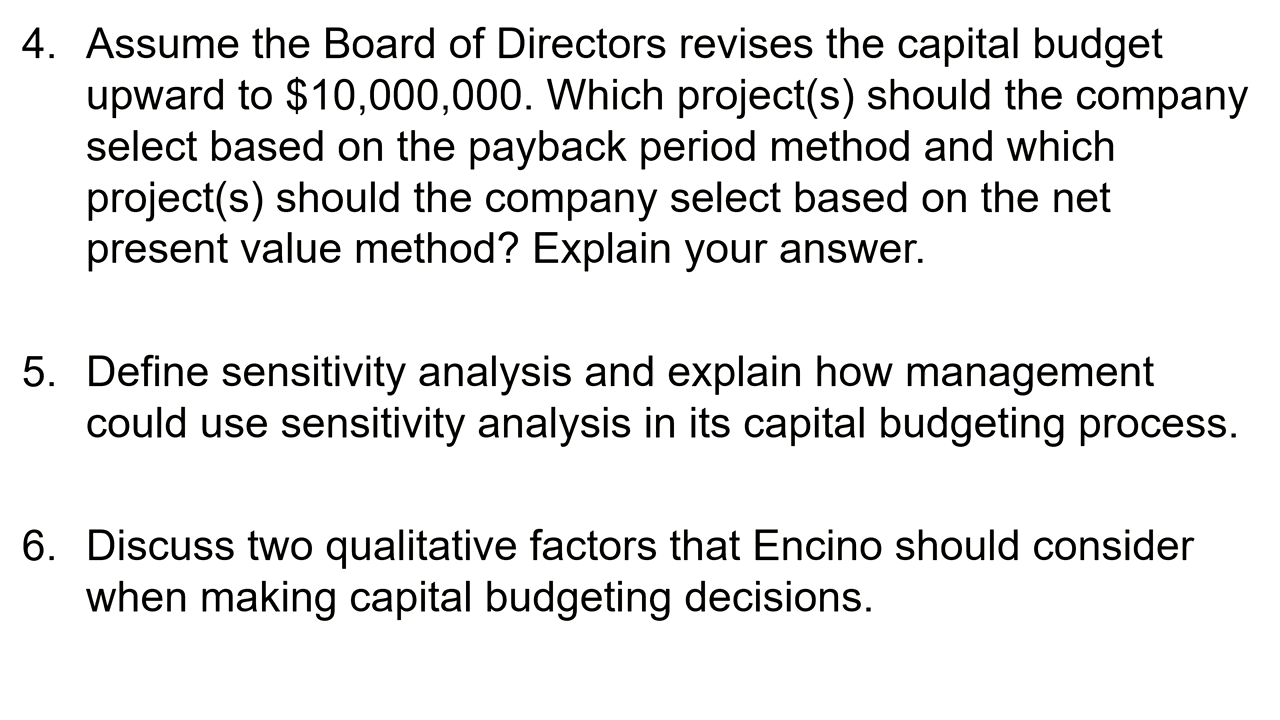 4. Assume the Board of Directors revises the capital budget
upward to $10,000,000. Which project(s) should the company
select based on the payback period method and which
project(s) should the company select based on the net
present value method? Explain your answer.
5. Define sensitivity analysis and explain how management
could use sensitivity analysis in its capital budgeting process.
6. Discuss two qualitative factors that Encino should consider
when making capital budgeting decisions.